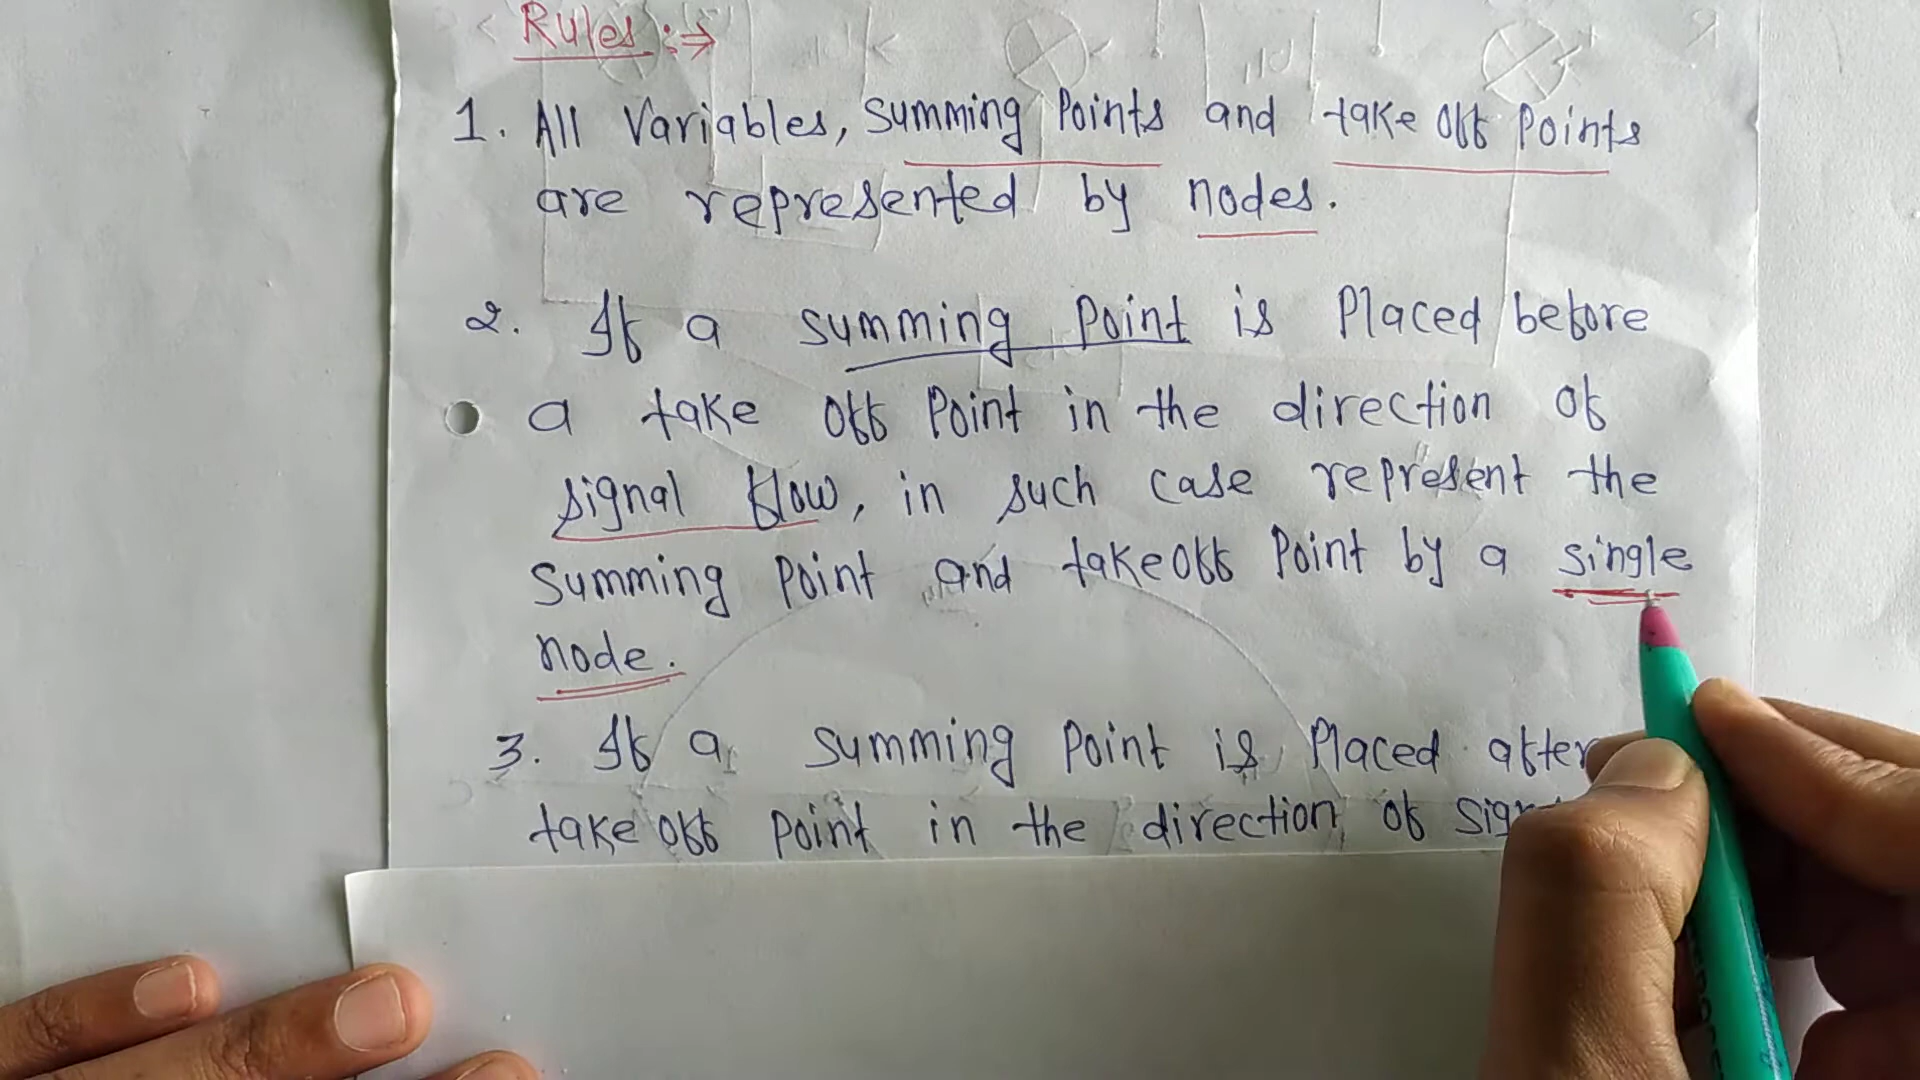 Rules :⇒
1. All Variables, Summing Points and take off Points
are represented by nodes.
2. If a summing Point is Placed before
a take off Point in the direction of
signal flow, in such case represent the
summing Point and takeoff Point by a single
node.
3. If a summing Point is Placed after
take off Point in the direction of